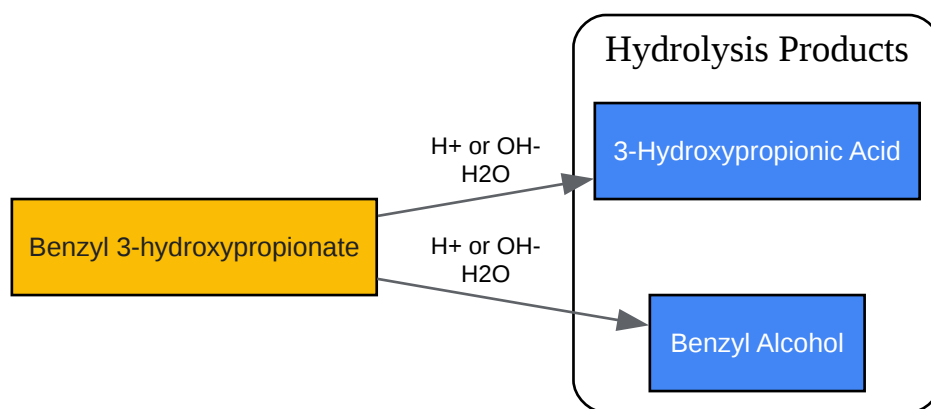 Hydrolysis Products
H+ or OH-
H2O
3-Hydroxypropionic Acid
Benzyl 3-hydroxypropionate
H+ or OH-
H2O
Benzyl Alcohol